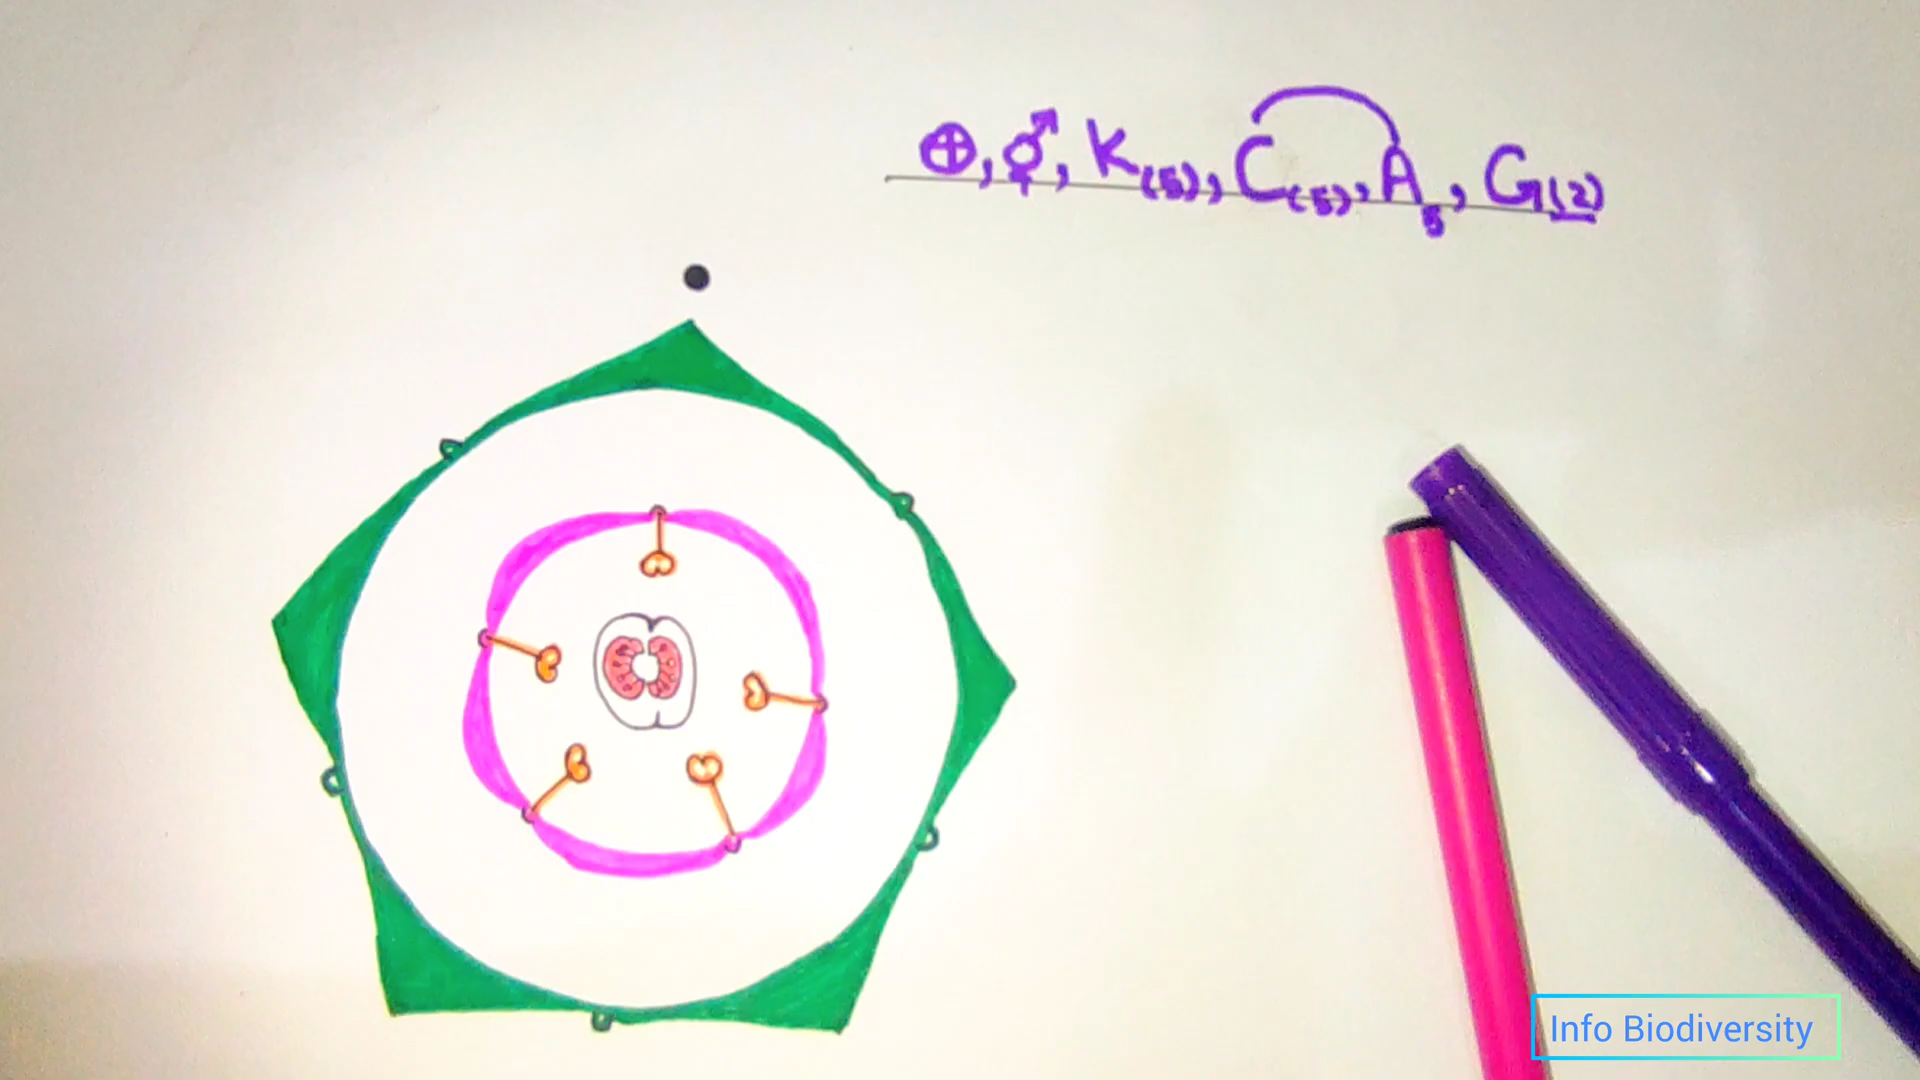 ⊕, ⚥, K(5), C(5), A5, G(2)
Info Biodiversity